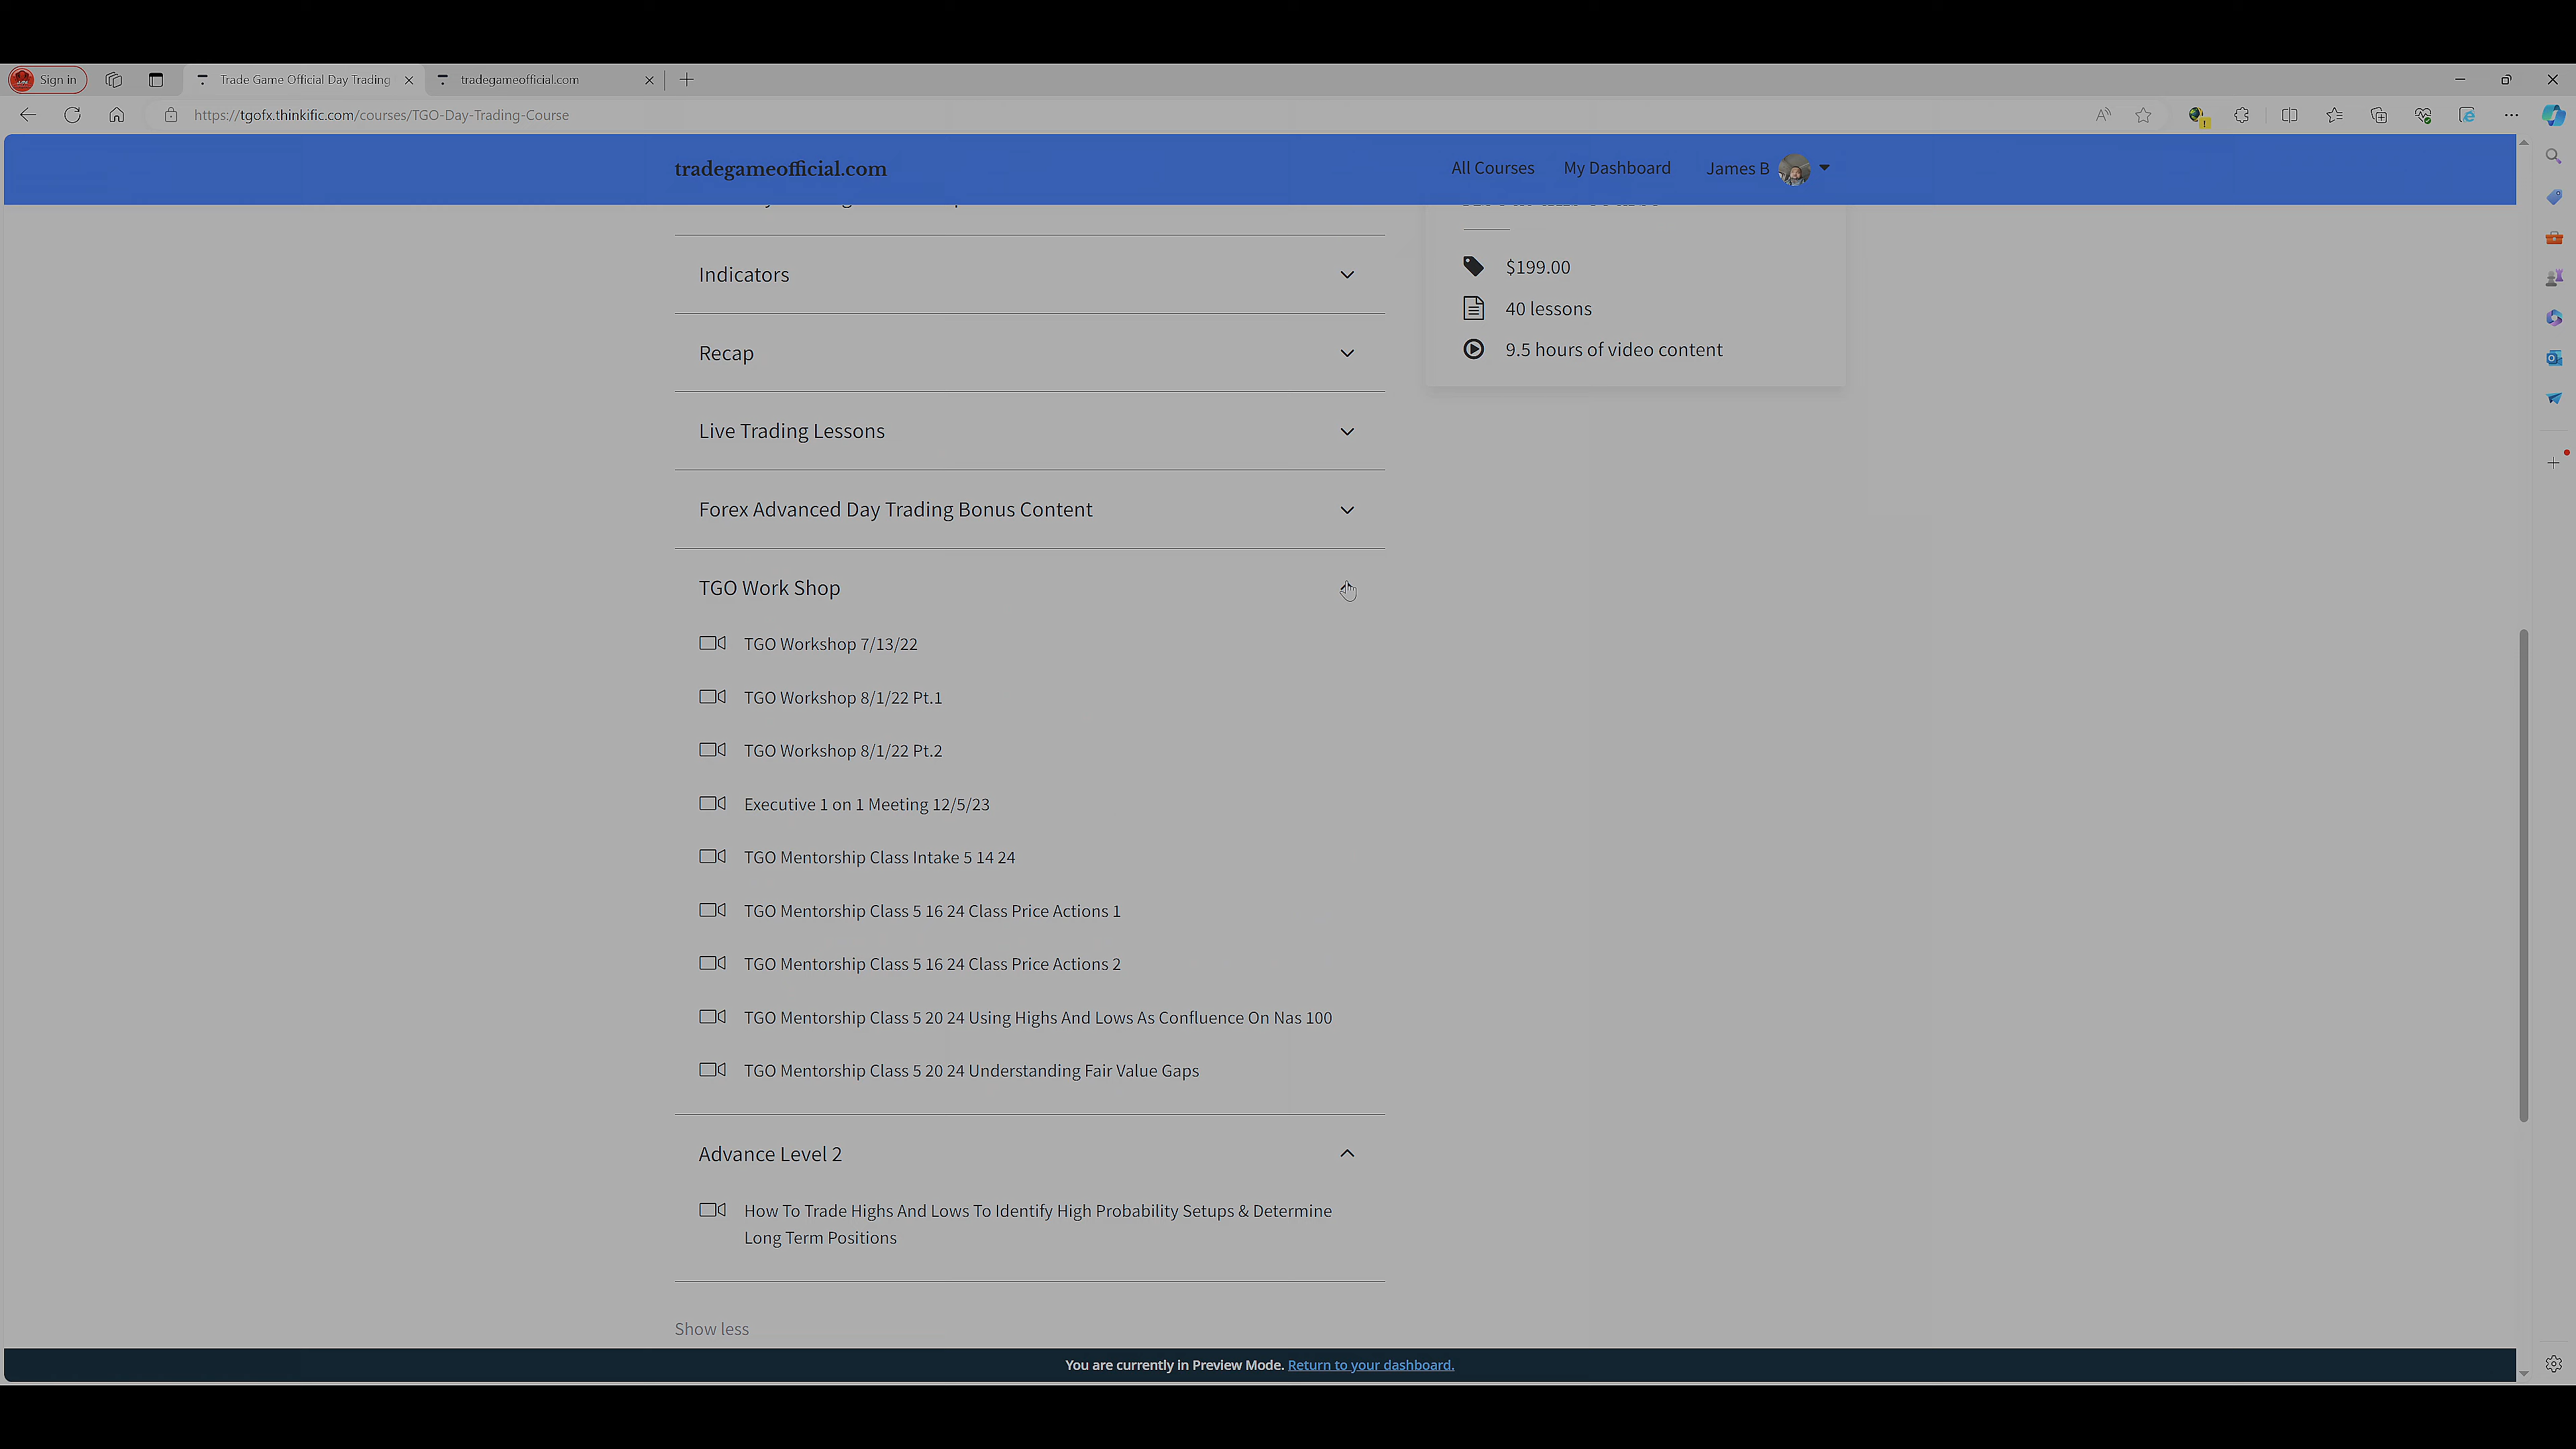 Sign in
Trade Game Official Day Trading
tradegameofficial.com
https://tgofx.thinkific.com/courses/TGO-Day-Trading-Course
tradegameofficial.com
All Courses
My Dashboard
James B
Indicators
$199.00
40 lessons
Recap
9.5 hours of video content
Live Trading Lessons
Forex Advanced Day Trading Bonus Content
TGO Work Shop
TGO Workshop 7/13/22
TGO Workshop 8/1/22 Pt.1
TGO Workshop 8/1/22 Pt.2
Executive 1 on 1 Meeting 12/5/23
TGO Mentorship Class Intake 5 14 24
TGO Mentorship Class 5 16 24 Class Price Actions 1
TGO Mentorship Class 5 16 24 Class Price Actions 2
TGO Mentorship Class 5 20 24 Using Highs And Lows As Confluence On Nas 100
TGO Mentorship Class 5 20 24 Understanding Fair Value Gaps
Advance Level 2
How To Trade Highs And Lows To Identify High Probability Setups & Determine
Long Term Positions
Show less
You are currently in Preview Mode. Return to your dashboard.